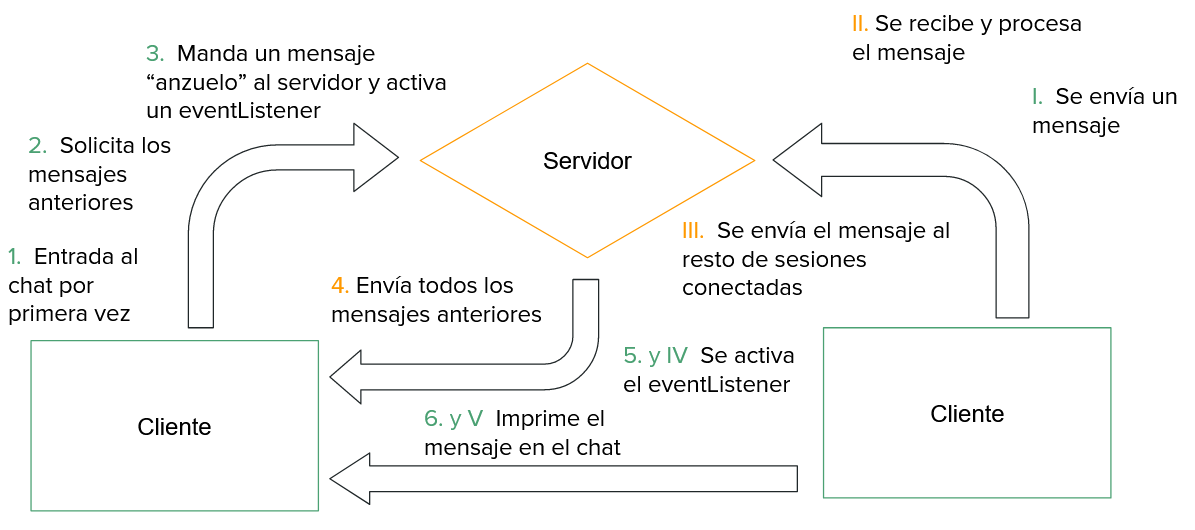 II. Se recibe y procesa
el mensaje
3. Manda un mensaje
“anzuelo” al servidor y activa
un eventListener
I. Se envía un
mensaje
2. Solicita los
mensajes
anteriores
Servidor
III. Se envía el mensaje al
resto de sesiones
conectadas
1. Entrada al
chat por
primera vez
4. Envía todos los
mensajes anteriores
5. y IV Se activa
el eventListener
6. y V Imprime el
mensaje en el chat
Cliente
Cliente